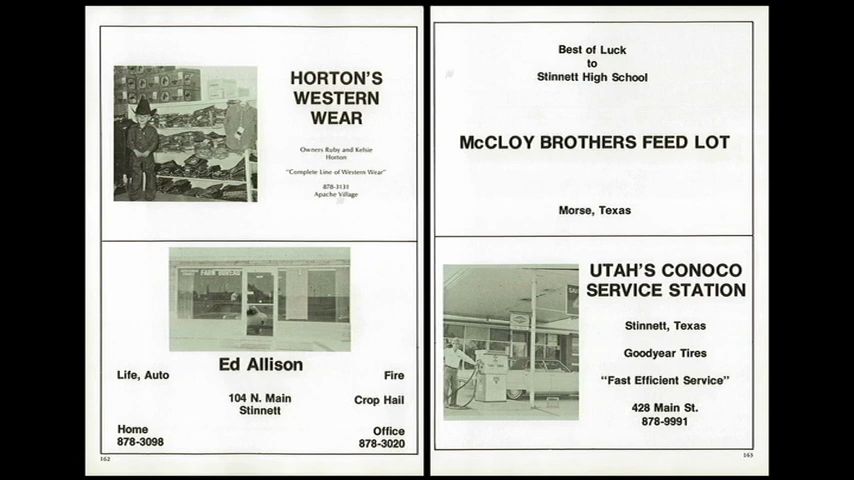 HORTON'S
WESTERN
WEAR
Owners Ruby and Kelsie
Horton
"Complete Line of Western Wear"
878-3131
Apache Village
FARM BUREAU
Ed Allison
Life, Auto
Fire
104 N. Main
Stinnett
Crop Hail
Home
878-3098
Office
878-3020
162
Best of Luck
to
Stinnett High School
McCLOY BROTHERS FEED LOT
Morse, Texas
UTAH'S CONOCO
SERVICE STATION
Stinnett, Texas
Goodyear Tires
"Fast Efficient Service"
428 Main St.
878-9991
163